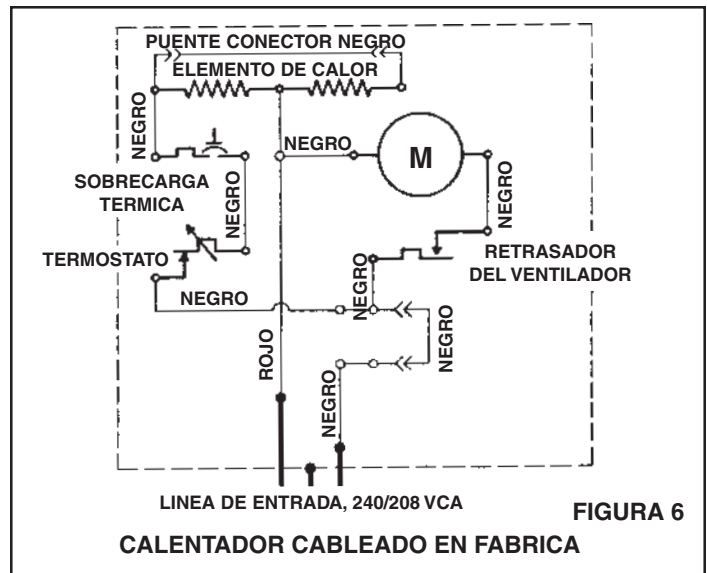 PUENTE CONECTOR NEGRO
ELEMENTO DE CALOR
NEGRO
NEGRO
M
NEGRO
SOBRECARGA
TERMICA
NEGRO
TERMOSTATO
RETRASADOR
DEL VENTILADOR
NEGRO
NEGRO
NEGRO
ROJO
NEGRO
LINEA DE ENTRADA, 240/208 VCA
FIGURA 6
CALENTADOR CABLEADO EN FABRICA